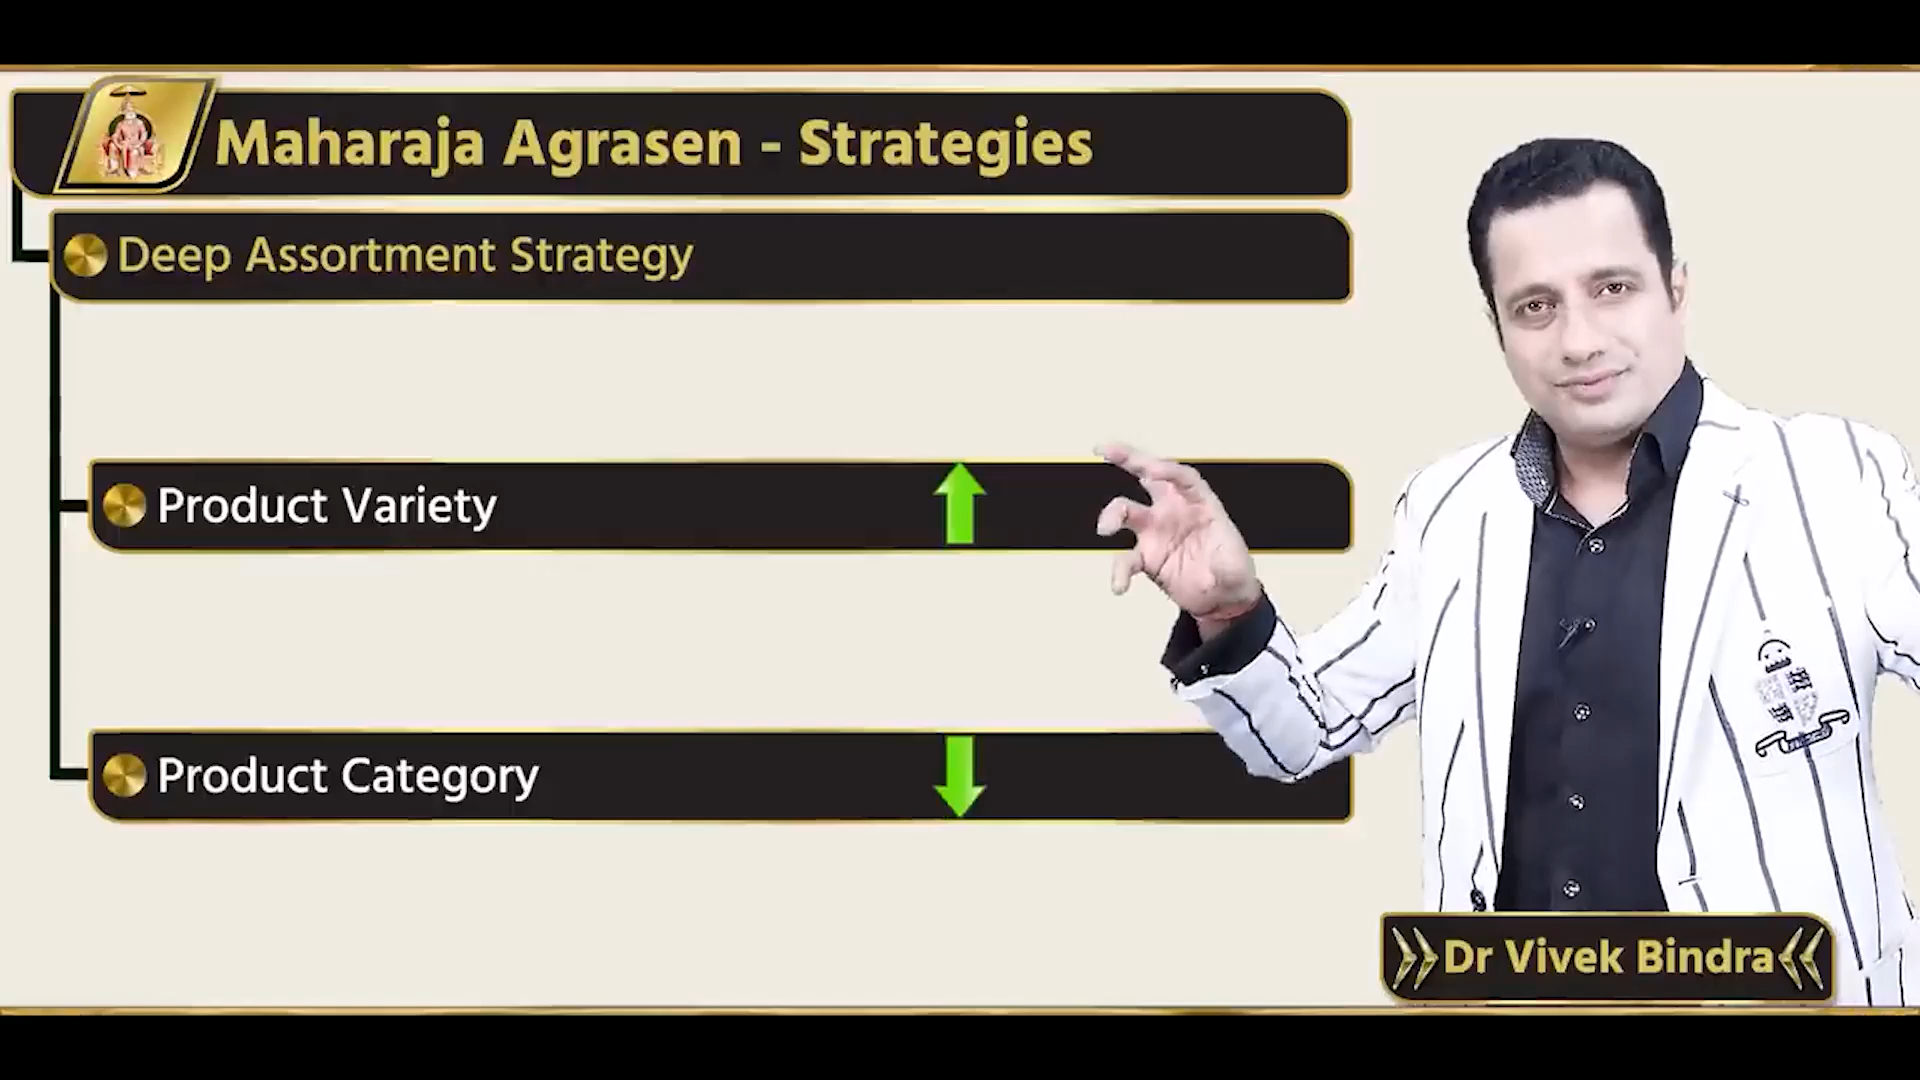 Maharaja Agrasen - Strategies
Deep Assortment Strategy
Product Variety
Product Category
Dr Vivek Bindra